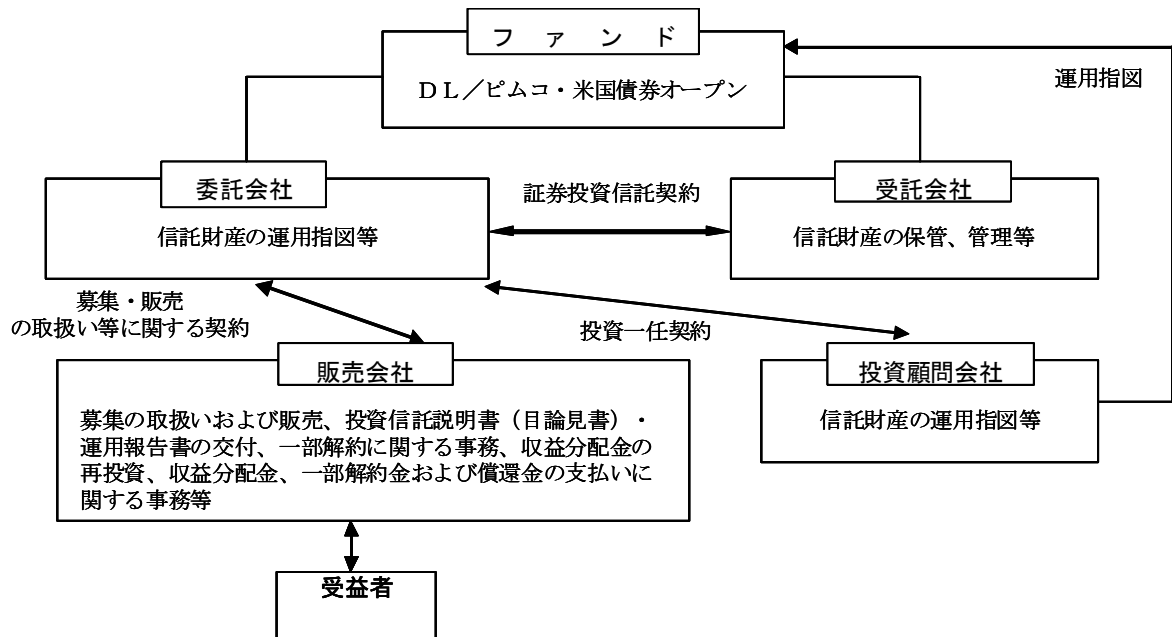 ファンド
DL／ピムコ・米国債券オープン
運用指図
委託会社
信託財産の運用指図等
証券投資信託契約
受託会社
信託財産の保管、管理等
募集・販売
の取扱い等に関する契約
投資一任契約
販売会社
募集の取扱いおよび販売、投資信託説明書（目論見書）・
運用報告書の交付、一部解約に関する事務、収益分配金の
再投資、収益分配金、一部解約金および償還金の支払いに
関する事務等
投資顧問会社
信託財産の運用指図等
受益者